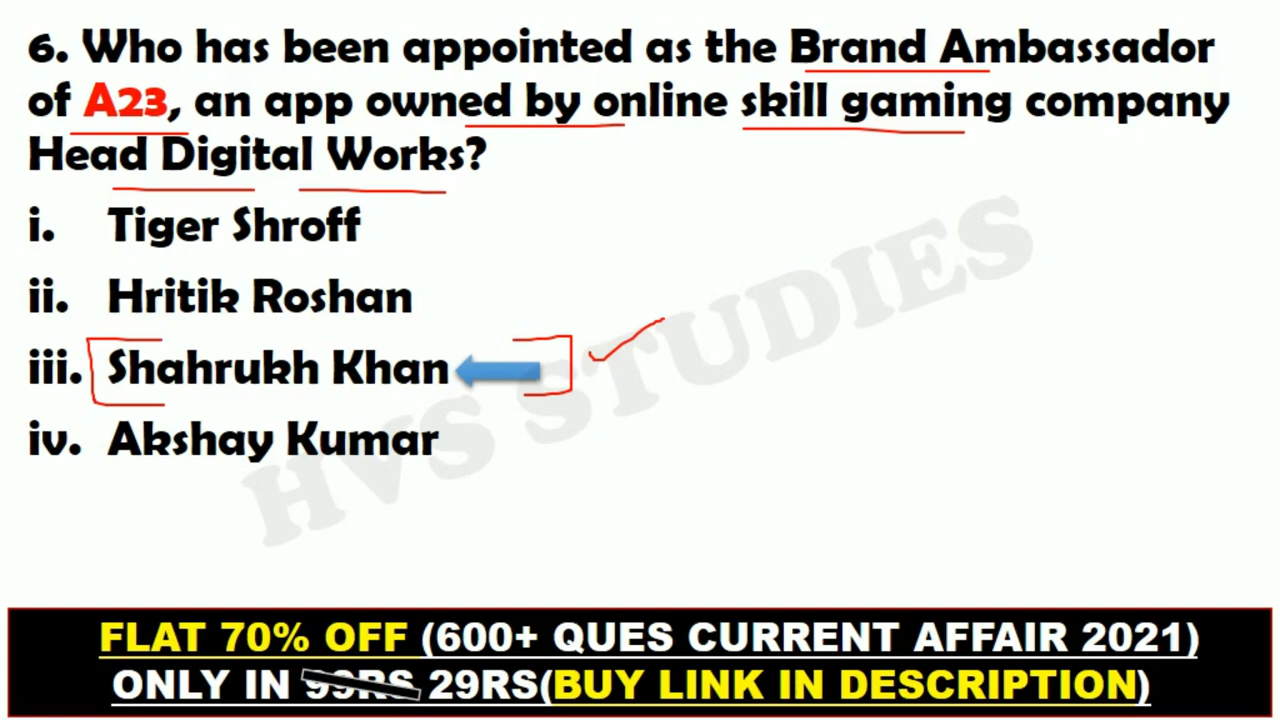 6. Who has been appointed as the Brand Ambassador
of A23, an app owned by online skill gaming company
Head Digital Works?
i. Tiger Shroff
ii. Hritik Roshan
iii. Shahrukh Khan
iv. Akshay Kumar
HVS STUDIES
FLAT 70% OFF (600+ QUES CURRENT AFFAIR 2021)
ONLY IN 99RS 29RS(BUY LINK IN DESCRIPTION)